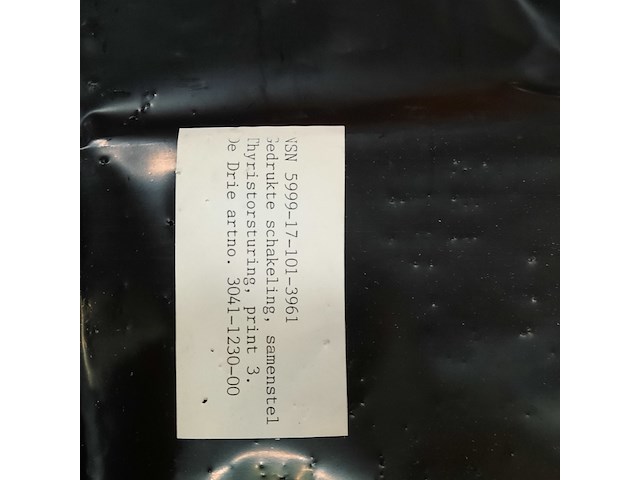 NSN 5999-17-101-3961
Gedrukte schakeling, samenstel
Thyristorsturing, print 3.
De Drie artno. 3041-1230-00